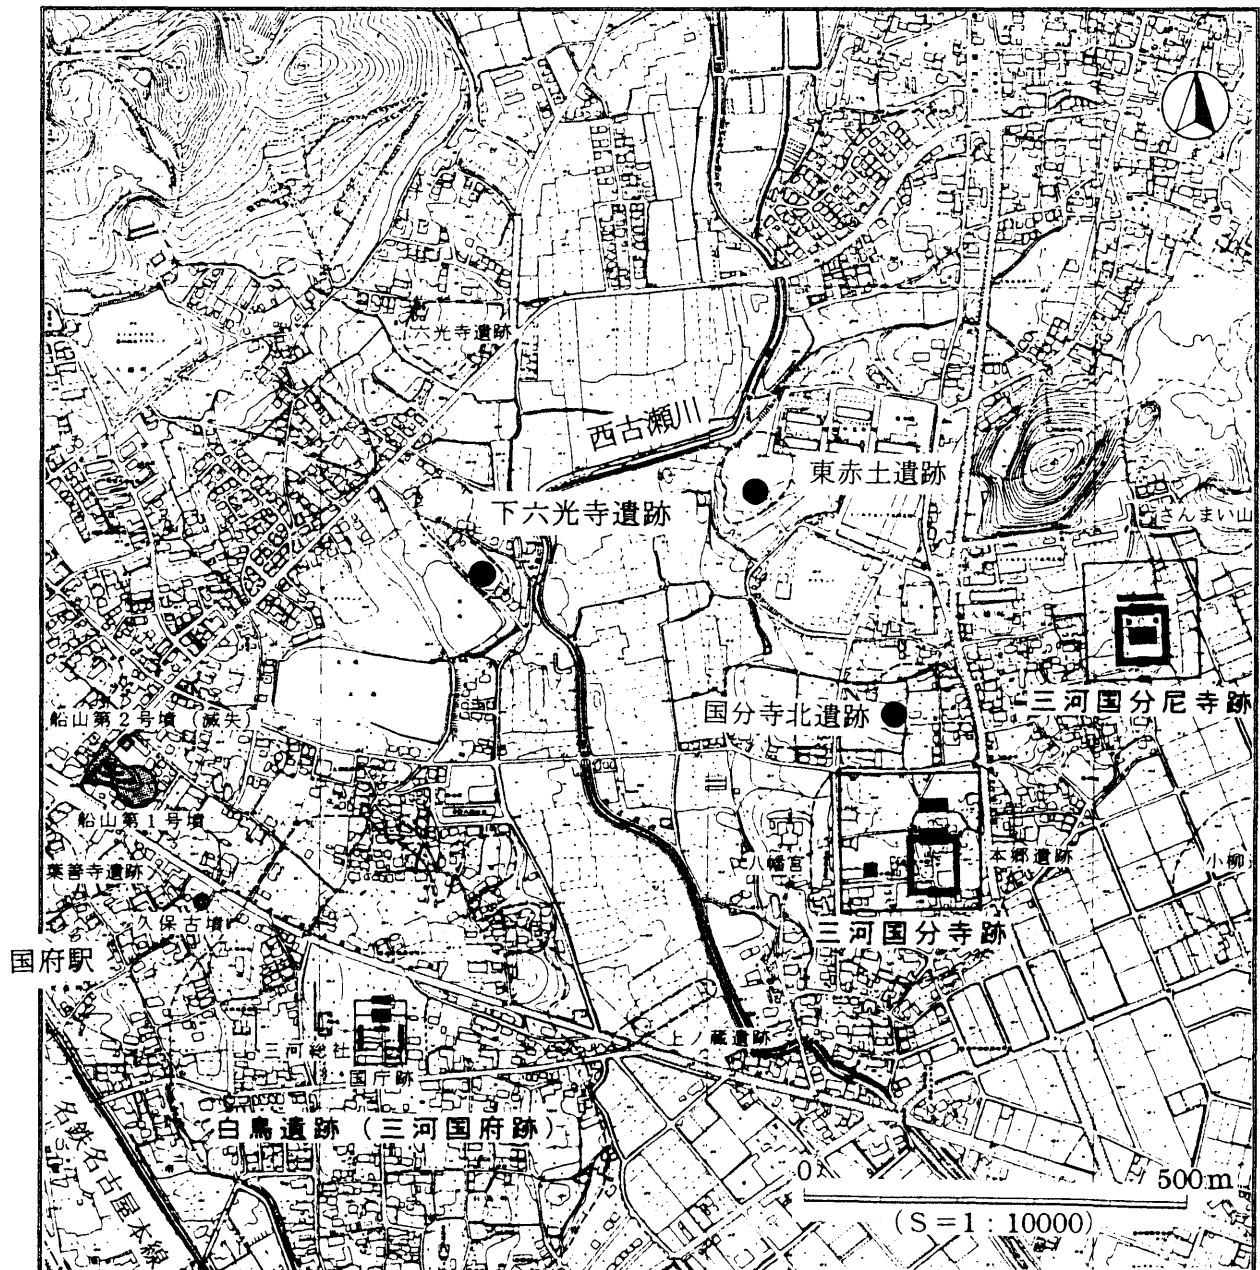 六光寺遺跡
西古瀬川
東赤土遺跡
下六光寺遺跡
さんまい山
三河国分尼寺跡
国分寺北遺跡
船山第2号墳(滅失)
船山第1号墳
八幡宮
本郷遺跡
小柳
葉善寺遺跡
久保古墳
三河国分寺跡
国府駅
上ノ蔵遺跡
三河総社
国庁跡
白鳥遺跡(三河国府跡)
名鉄名古屋本線
0 500m
(S=1:10000)